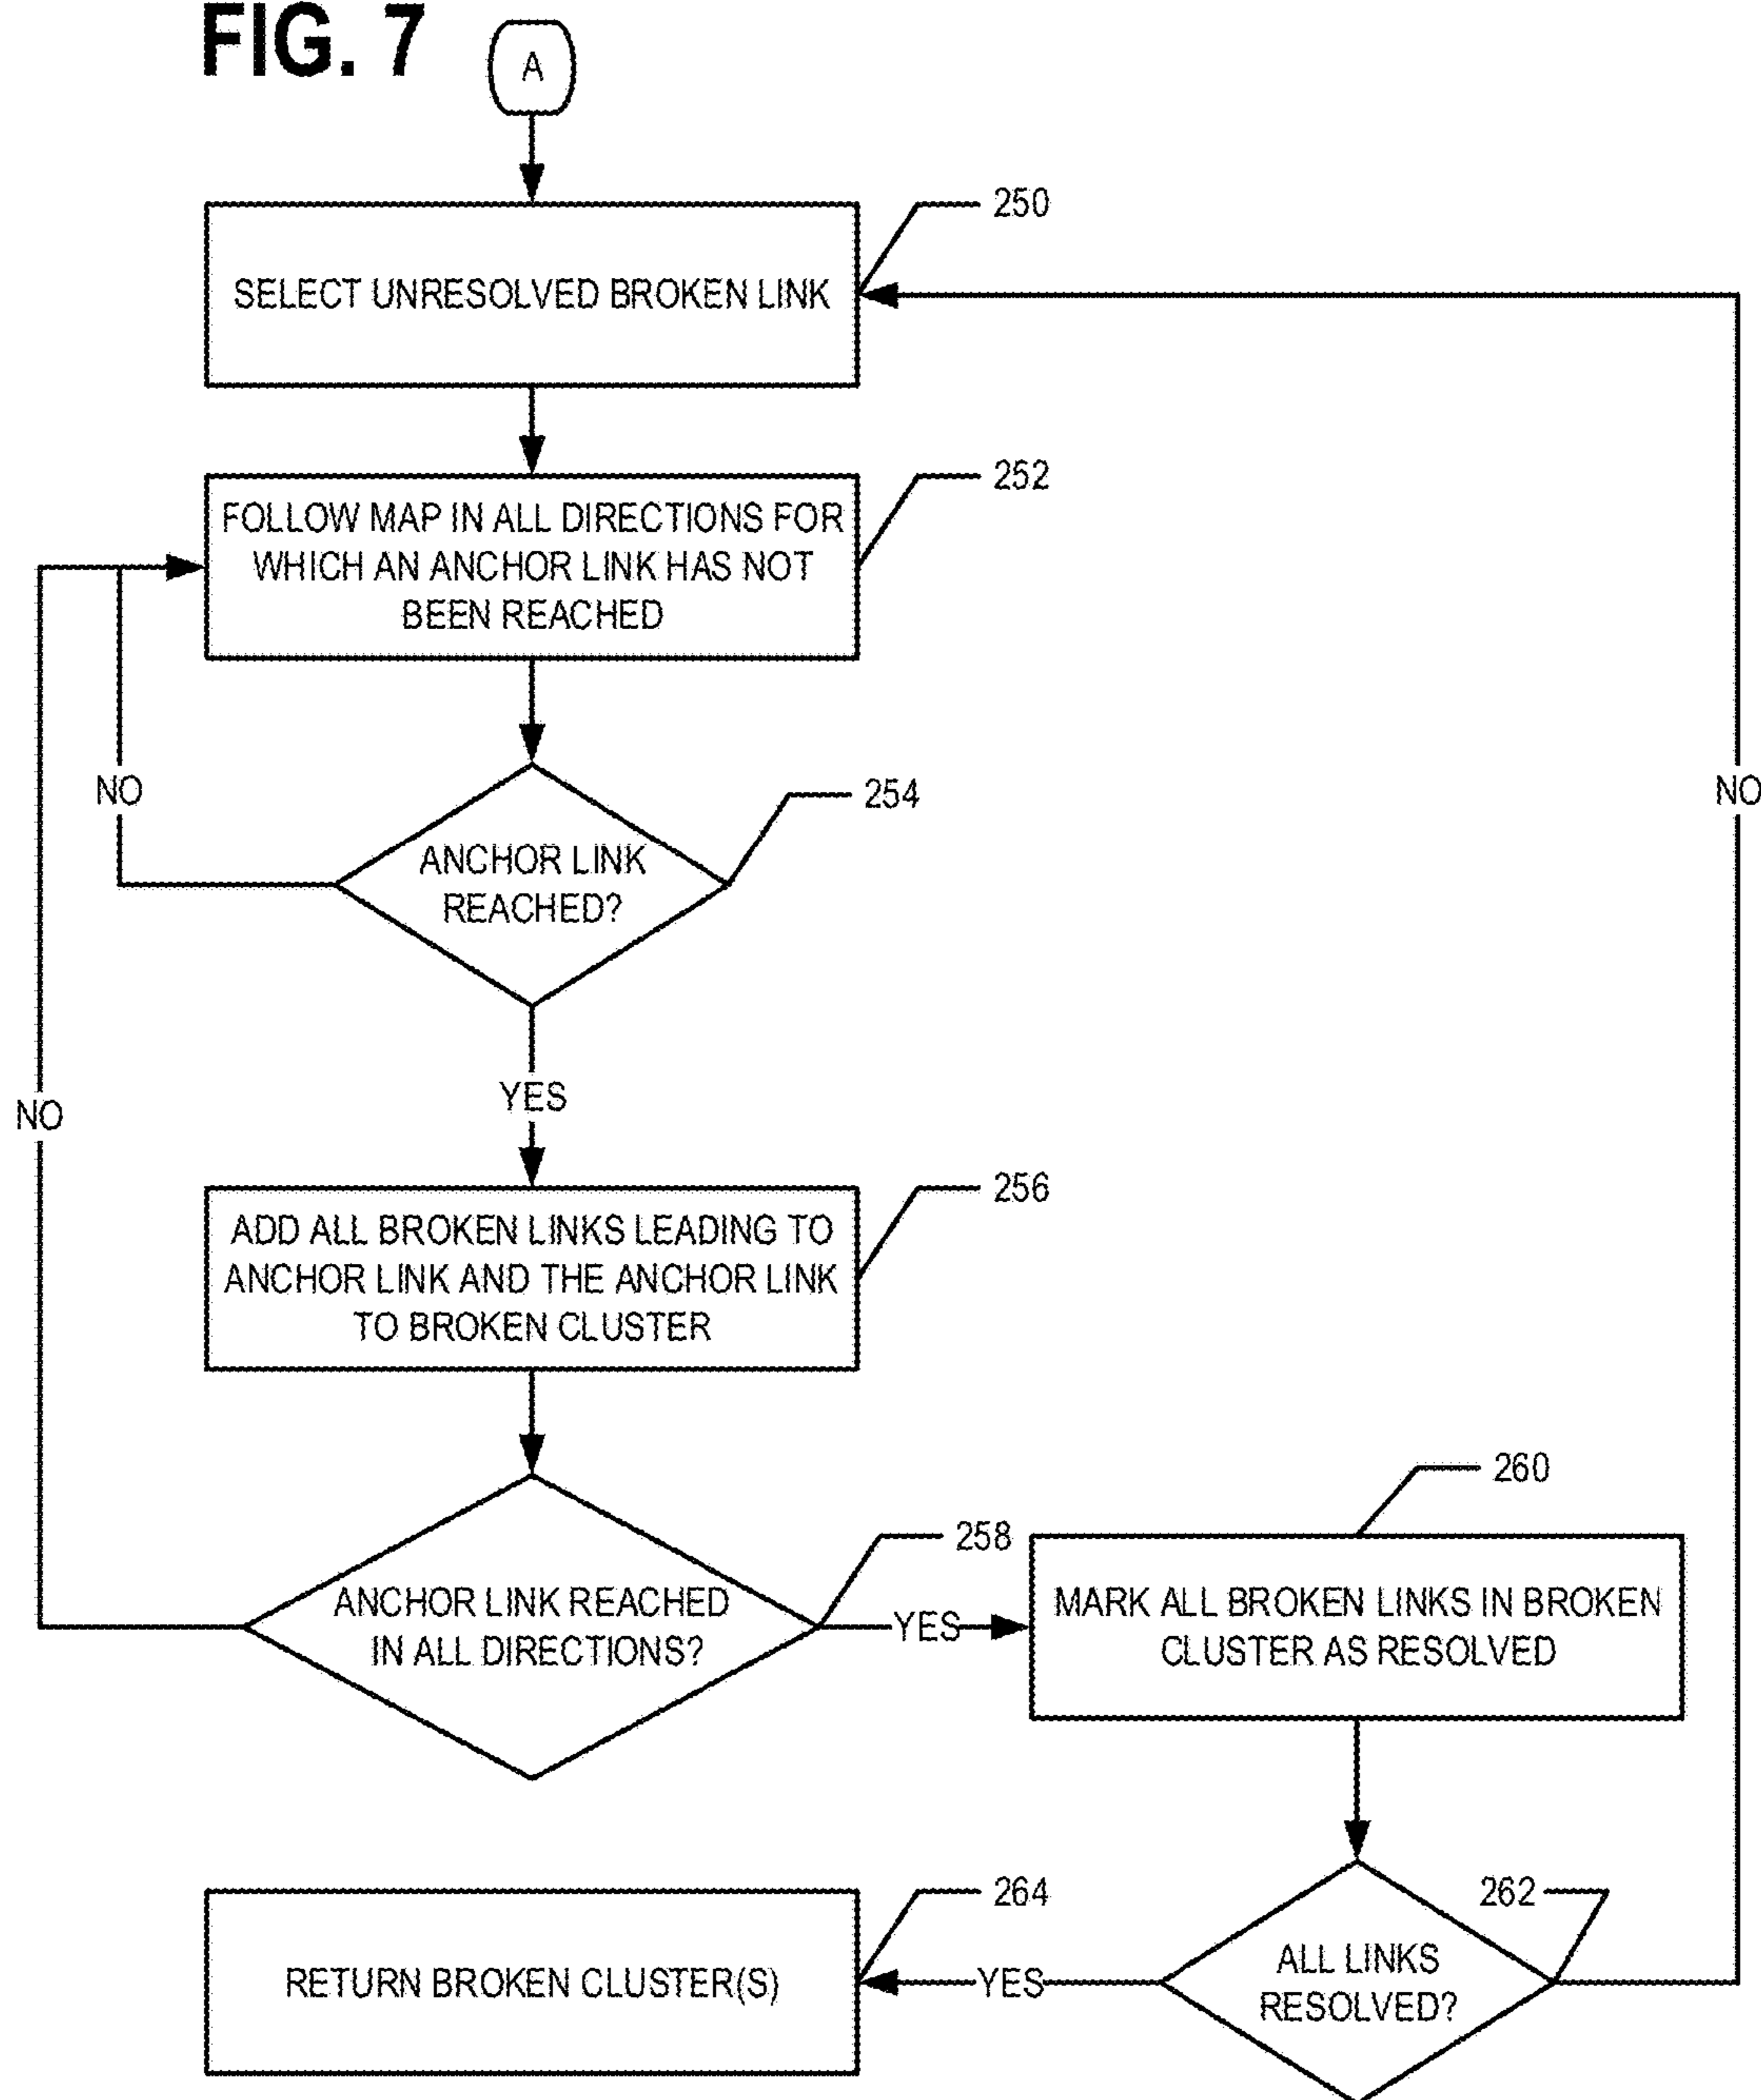 FIG. 7
A
250
SELECT UNRESOLVED BROKEN LINK
252
FOLLOW MAP IN ALL DIRECTIONS FOR
WHICH AN ANCHOR LINK HAS NOT
BEEN REACHED
NO
NO
254
ANCHOR LINK
REACHED?
YES
NO
256
ADD ALL BROKEN LINKS LEADING TO
ANCHOR LINK AND THE ANCHOR LINK
TO BROKEN CLUSTER
260
258
ANCHOR LINK REACHED
IN ALL DIRECTIONS?
YES
MARK ALL BROKEN LINKS IN BROKEN
CLUSTER AS RESOLVED
264
262
RETURN BROKEN CLUSTER(S)
YES
ALL LINKS
RESOLVED?